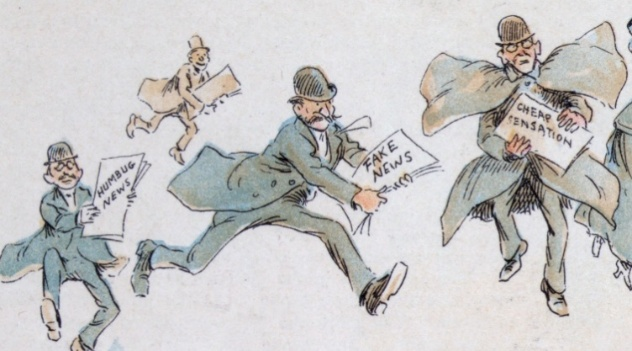 HUMBUG
NEWS
FAKE
NEWS
CHEAP
SENSATION